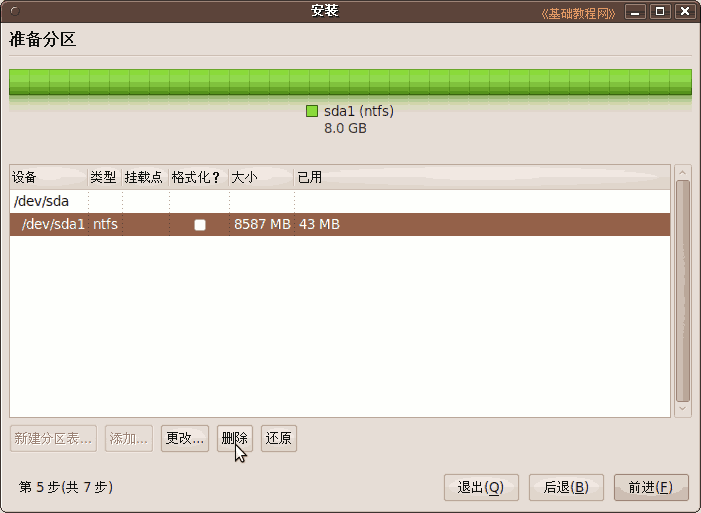 安装
《基础教程网》
准备分区
sda1 (ntfs)
8.0 GB
设备 类型 挂载点 格式化？ 大小 已用
/dev/sda
/dev/sda1 ntfs 8587 MB 43 MB
新建分区表... 添加... 更改... 删除 还原
第 5 步(共 7 步) 退出(Q) 后退(B) 前进(F)